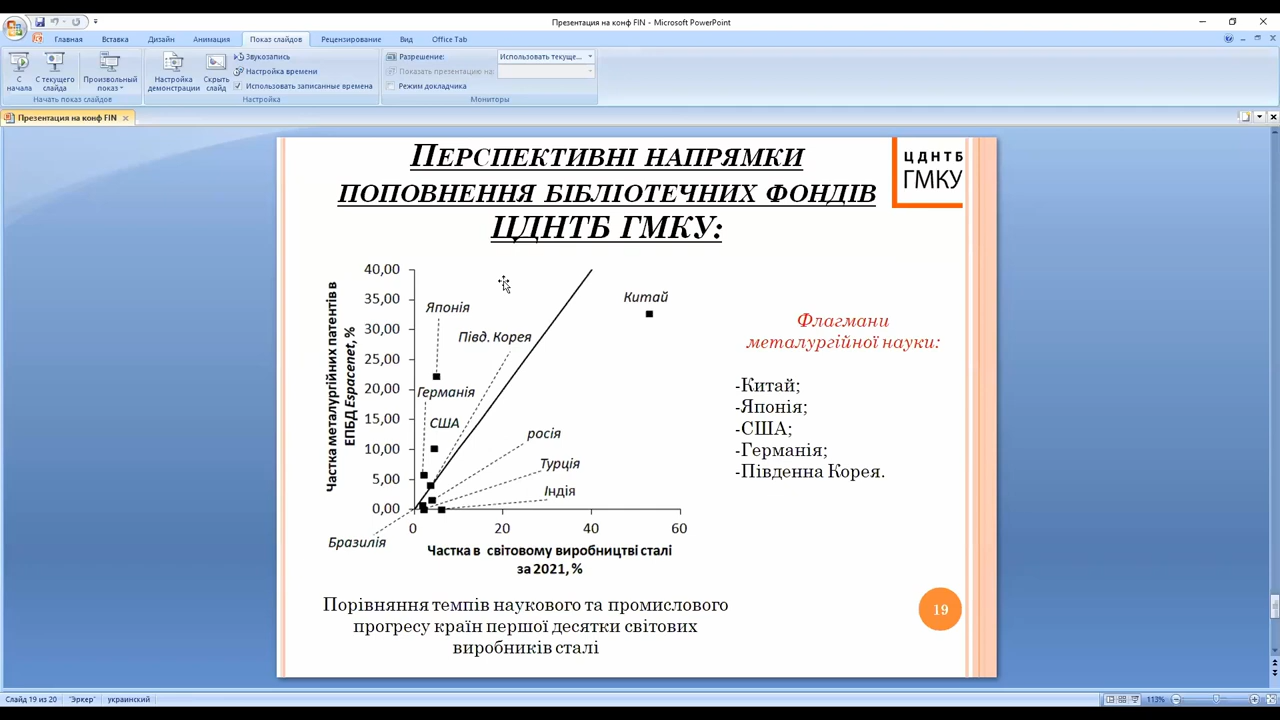 Презентация на конф FIN - Microsoft PowerPoint
Главная Вставка Дизайн Анимация Показ слайдов Рецензирование Вид Office Tab
С начала
С текущего слайда
Произвольный показ
Начать показ слайдов
Настройка демонстрации
Скрыть слайд
Звукозапись
Настройка времени
Использовать записанные времена
Настройка
Разрешение: Использовать текуще...
Показать презентацию на:
Режим докладчика
Мониторы
Презентация на конф FIN
ПЕРСПЕКТИВНІ НАПРЯМКИ
ПОПОВНЕННЯ БІБЛІОТЕЧНИХ ФОНДІВ
ЦДНТБ ГМКУ:
ЦДНТБ
ГМКУ
Частка металургійних патентів в
ЕПБД Espacenet, %
40,00
35,00
30,00
25,00
20,00
15,00
10,00
5,00
0,00
Японія
Півд. Корея
Китай
Германія
США
росія
Турція
Індія
Бразилія
0 20 40 60
Частка в світовому виробництві сталі
за 2021, %
Флагмани
металургійної науки:
-Китай;
-Японія;
-США;
-Германія;
-Південна Корея.
Порівняння темпів наукового та промислового
прогресу країн першої десятки світових
виробників сталі
19
Слайд 19 из 20 "Эркер" украинский 113%